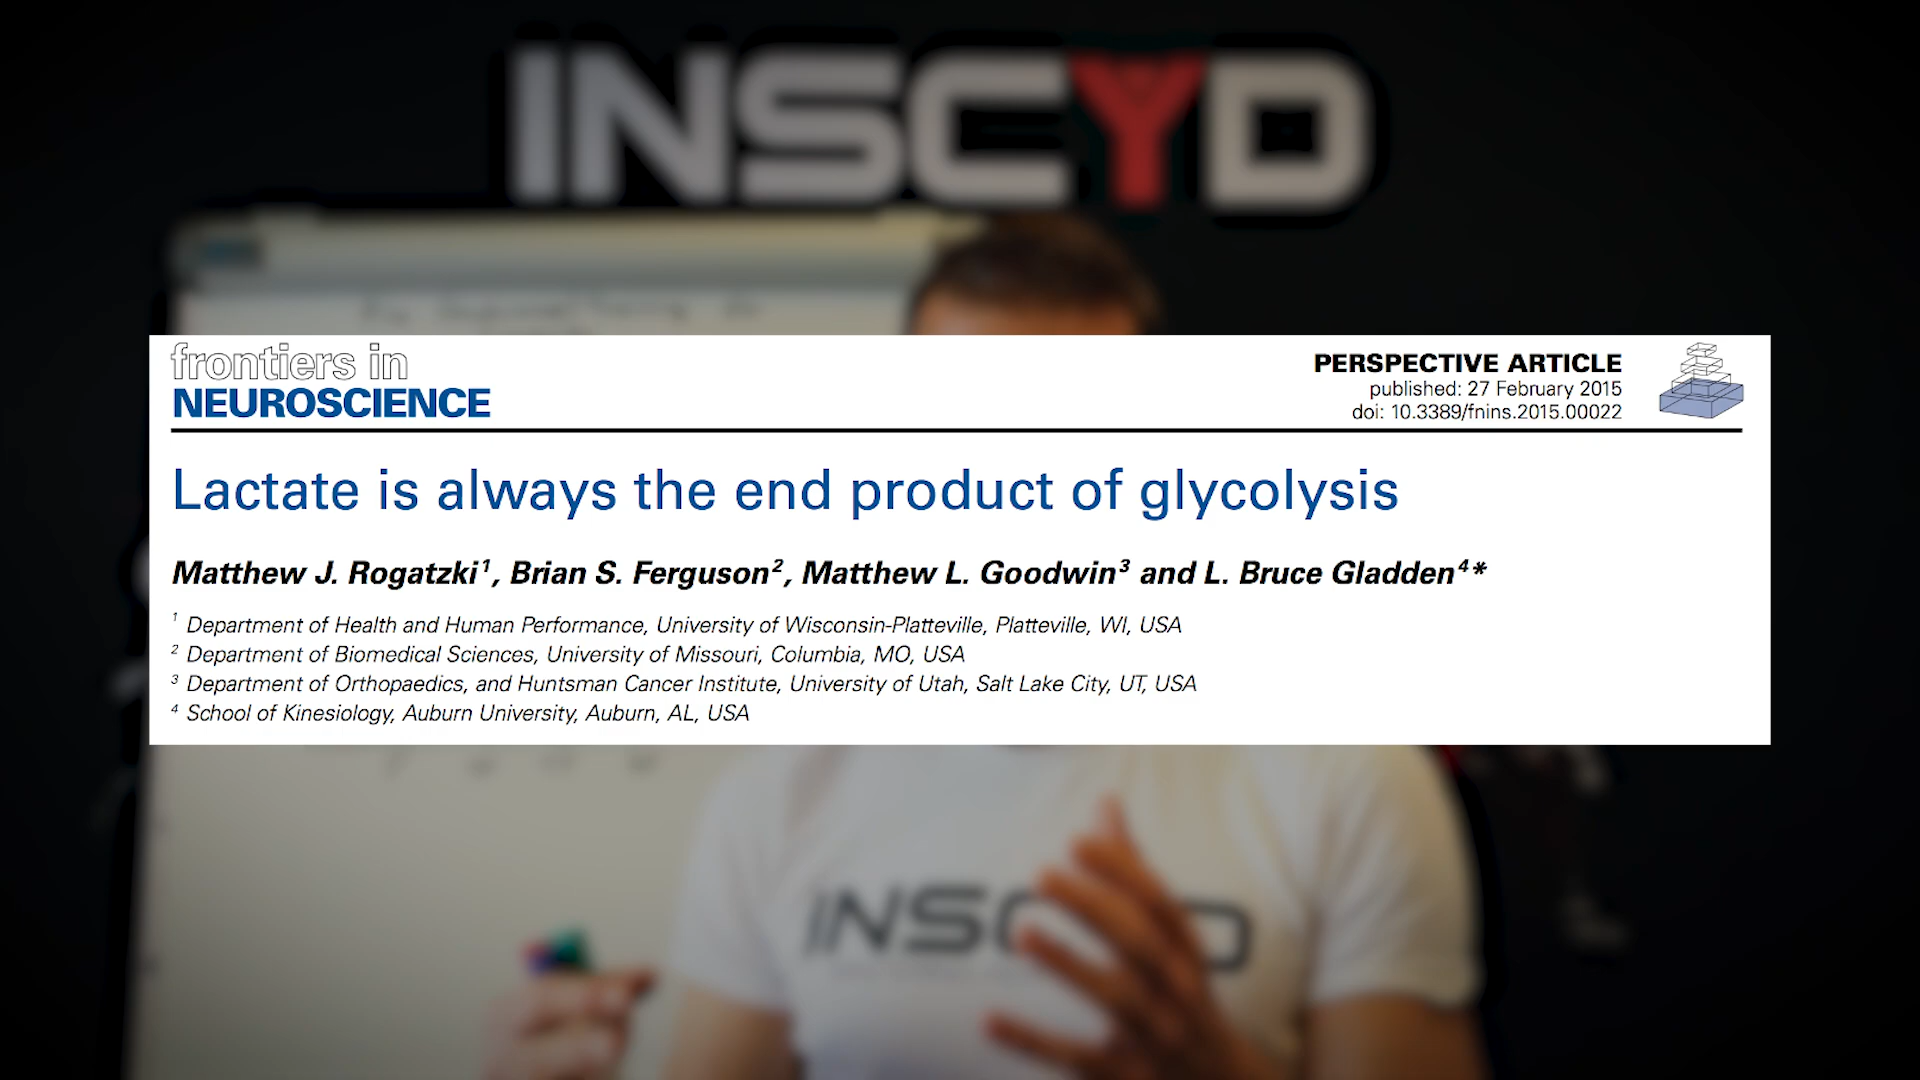 INSCYD
frontiers in
NEUROSCIENCE
PERSPECTIVE ARTICLE
published: 27 February 2015
doi: 10.3389/fnins.2015.00022
Lactate is always the end product of glycolysis
Matthew J. Rogatzki¹, Brian S. Ferguson², Matthew L. Goodwin³ and L. Bruce Gladden⁴*
¹ Department of Health and Human Performance, University of Wisconsin-Platteville, Platteville, WI, USA
² Department of Biomedical Sciences, University of Missouri, Columbia, MO, USA
³ Department of Orthopaedics, and Huntsman Cancer Institute, University of Utah, Salt Lake City, UT, USA
⁴ School of Kinesiology, Auburn University, Auburn, AL, USA